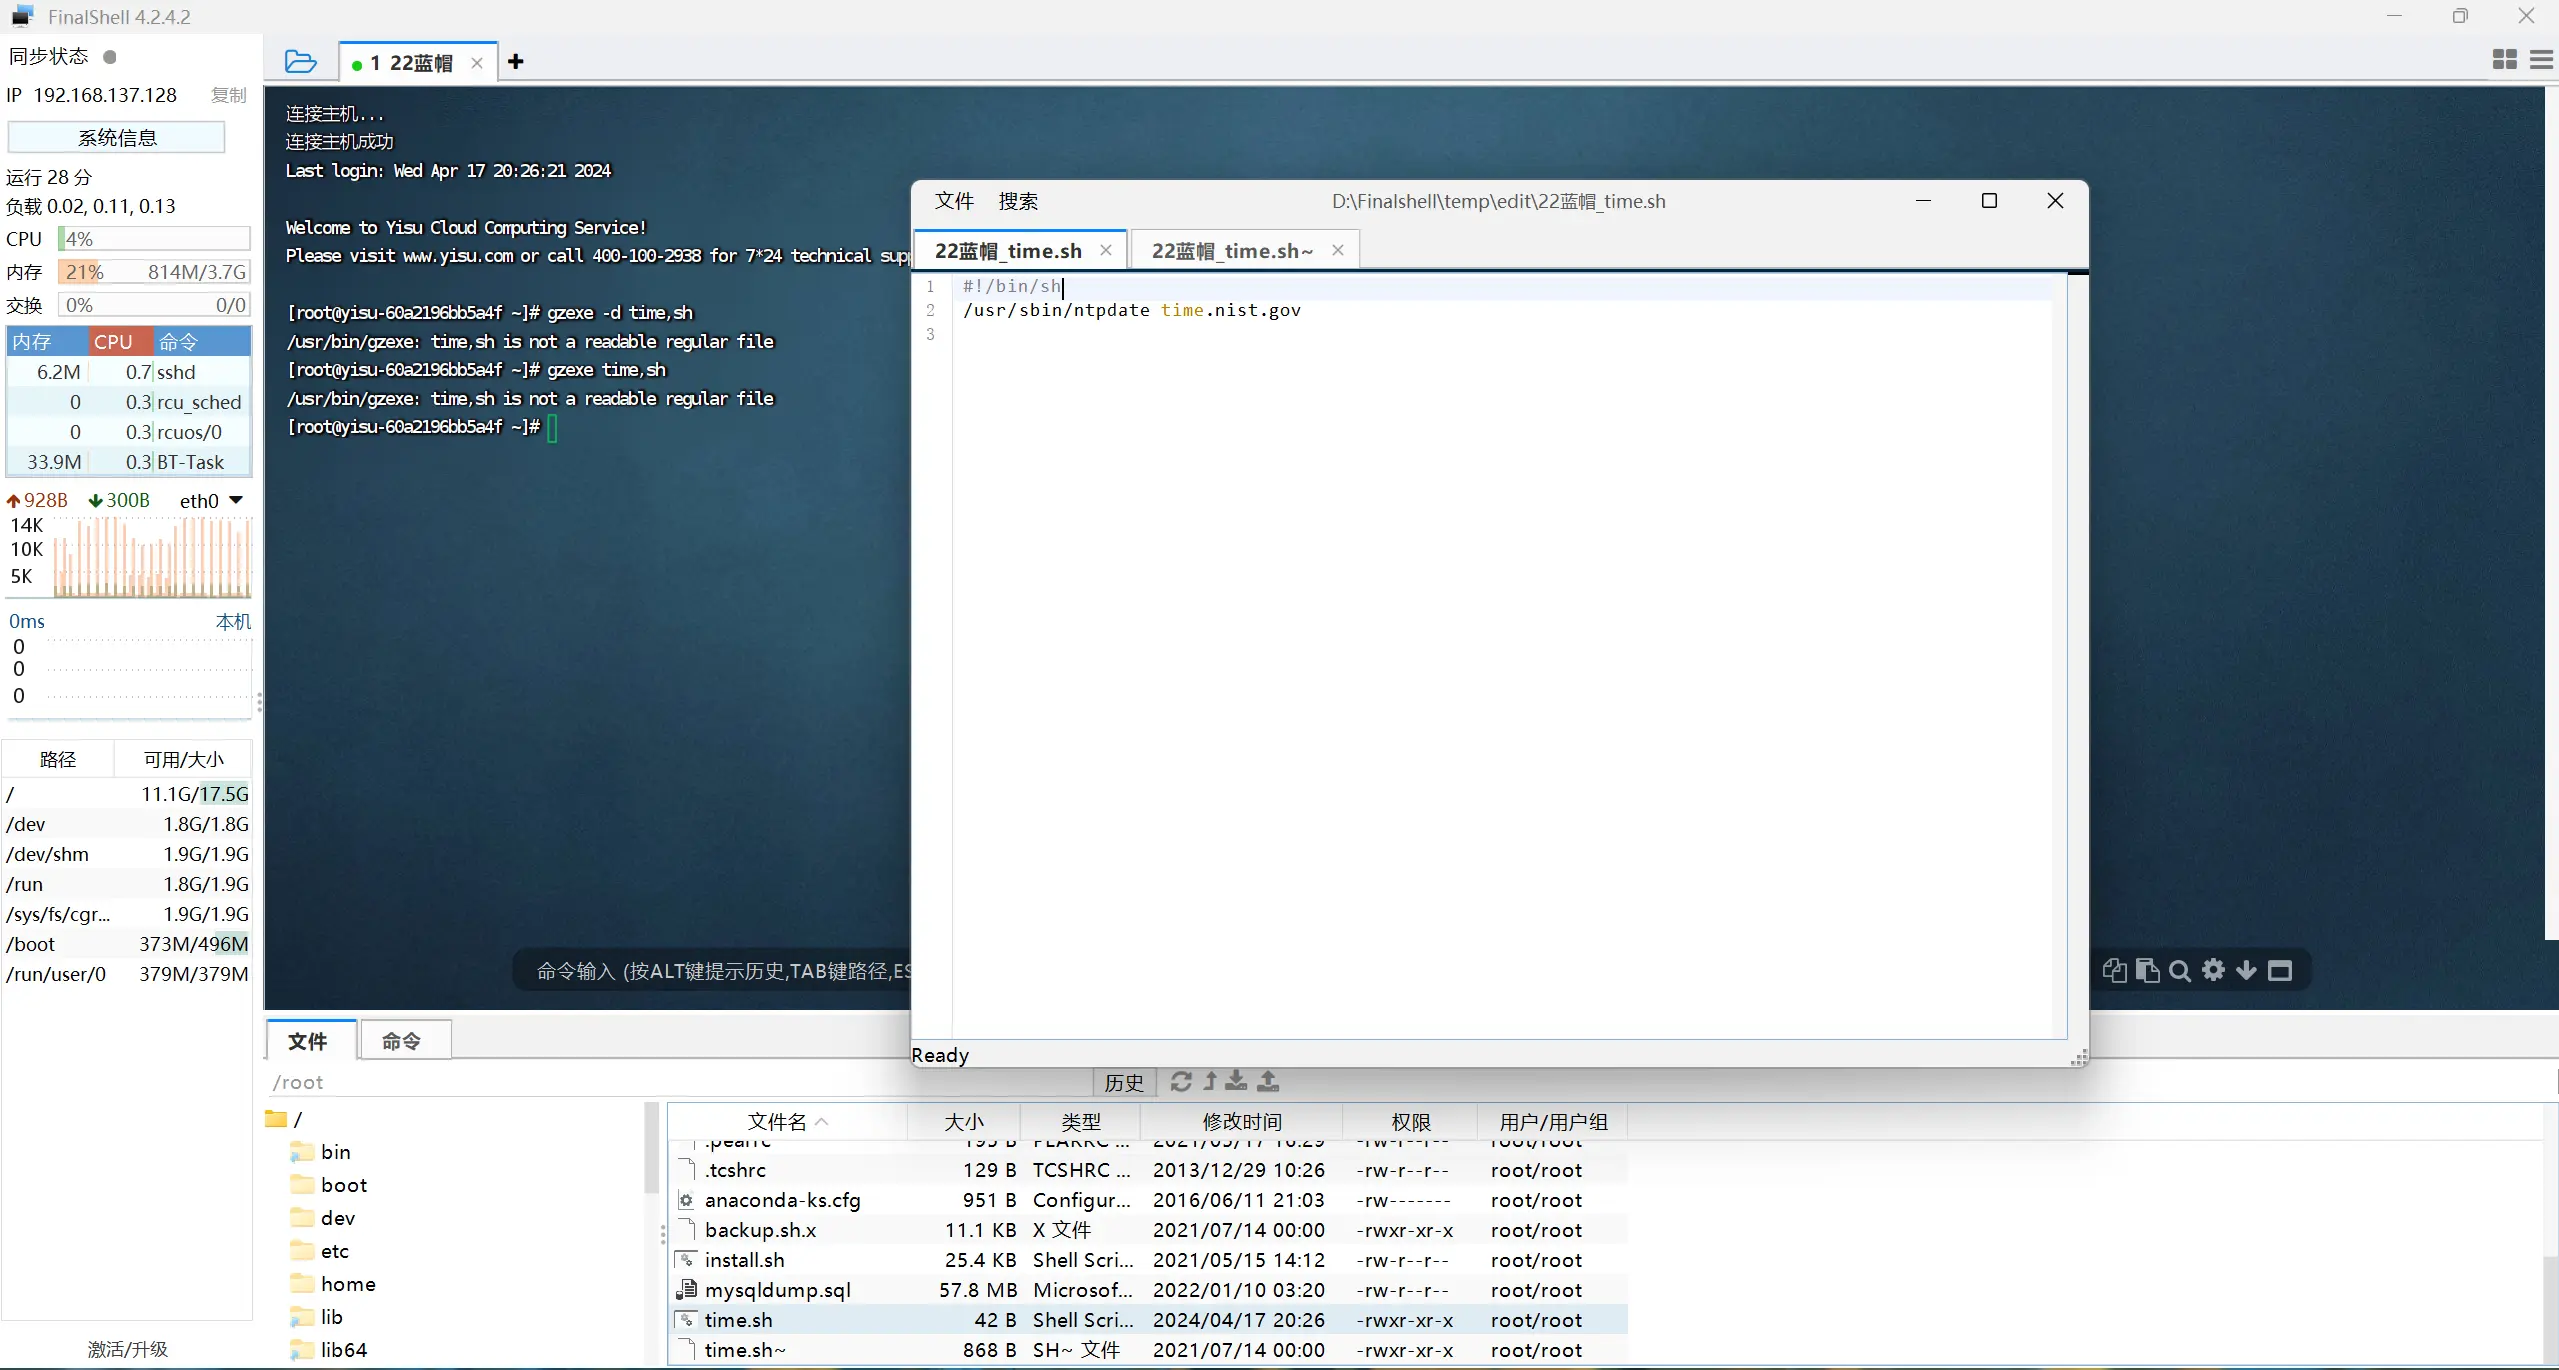 FinalShell 4.2.4.2
同步状态
IP 192.168.137.128 复制
系统信息
运行 28 分
负载 0.02, 0.11, 0.13
CPU 4%
内存 21% 814M/3.7G
交换 0% 0/0
内存 CPU 命令
6.2M 0.7 sshd
0 0.3 rcu_sched
0 0.3 rcuos/0
33.9M 0.3 BT-Task
928B 300B eth0
14K
10K
5K
0ms 本机
0
0
0
路径 可用/大小
/ 11.1G/17.5G
/dev 1.8G/1.8G
/dev/shm 1.9G/1.9G
/run 1.8G/1.9G
/sys/fs/cgr... 1.9G/1.9G
/boot 373M/496M
/run/user/0 379M/379M
激活/升级
1 22蓝帽
连接主机...
连接主机成功
Last login: Wed Apr 17 20:26:21 2024
Welcome to Yisu Cloud Computing Service!
Please visit www.yisu.com or call 400-100-2938 for 7*24 technical
[root@yisu-60a2196bb5a4f ~]# gzexe -d time,sh
/usr/bin/gzexe: time,sh is not a readable regular file
[root@yisu-60a2196bb5a4f ~]# gzexe time,sh
/usr/bin/gzexe: time,sh is not a readable regular file
[root@yisu-60a2196bb5a4f ~]#
命令输入 (按ALT键提示历史,TAB键路径,ES
文件 搜索 D:\Finalshell\temp\edit\22蓝帽_time.sh
22蓝帽_time.sh 22蓝帽_time.sh~
1 #!/bin/sh
2 /usr/sbin/ntpdate time.nist.gov
3
Ready
文件 命令
/root 历史
/
bin
boot
dev
etc
home
lib
lib64
文件名 大小 类型 修改时间 权限 用户/用户组
.tcshrc 129 B TCSHRC ... 2013/12/29 10:26 -rw-r--r-- root/root
anaconda-ks.cfg 951 B Configur... 2016/06/11 21:03 -rw------- root/root
backup.sh.x 11.1 KB X 文件 2021/07/14 00:00 -rwxr-xr-x root/root
install.sh 25.4 KB Shell Scri... 2021/05/15 14:12 -rw-r--r-- root/root
mysqldump.sql 57.8 MB Microsof... 2022/01/10 03:20 -rw-r--r-- root/root
time.sh 42 B Shell Scri... 2024/04/17 20:26 -rwxr-xr-x root/root
time.sh~ 868 B SH~ 文件 2021/07/14 00:00 -rwxr-xr-x root/root